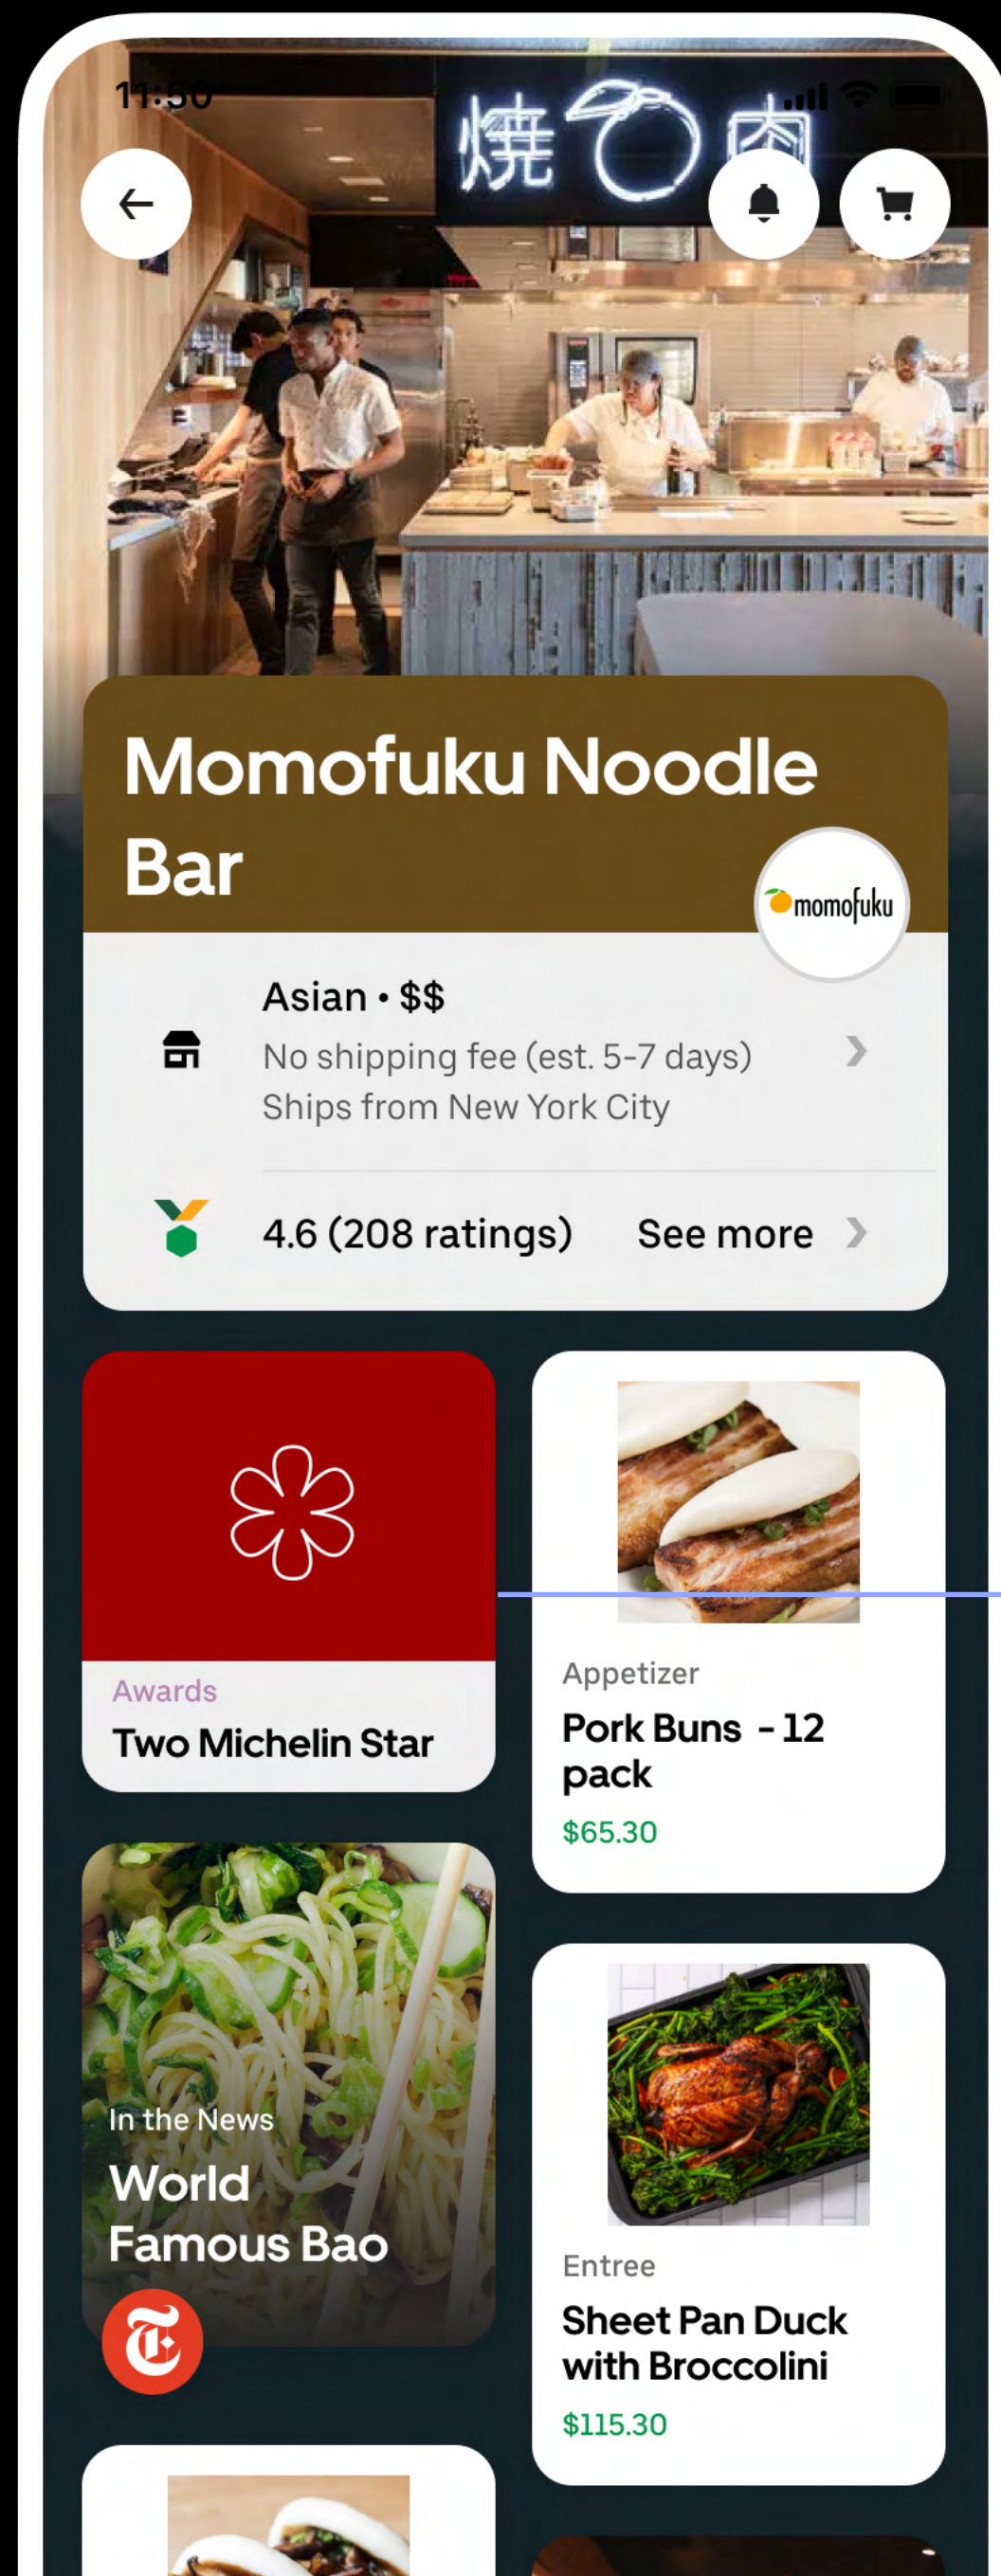 11:50
焼 肉
Momofuku Noodle
Bar
momofuku
Asian • $$
No shipping fee (est. 5-7 days)
Ships from New York City
4.6 (208 ratings) See more
Awards
Two Michelin Star
Appetizer
Pork Buns - 12
pack
$65.30
In the News
World
Famous Bao
T
Entree
Sheet Pan Duck
with Broccolini
$115.30